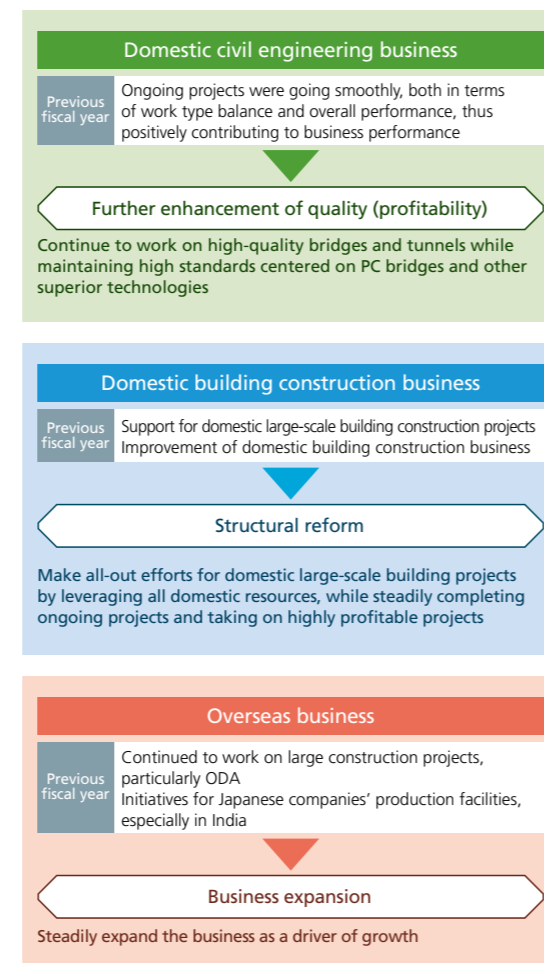 Domestic civil engineering business
Previous
fiscal year
Ongoing projects were going smoothly, both in terms
of work type balance and overall performance, thus
positively contributing to business performance
Further enhancement of quality (profitability)
Continue to work on high-quality bridges and tunnels while
maintaining high standards centered on PC bridges and other
superior technologies
Domestic building construction business
Previous
fiscal year
Support for domestic large-scale building construction projects
Improvement of domestic building construction business
Structural reform
Make all-out efforts for domestic large-scale building projects
by leveraging all domestic resources, while steadily completing
ongoing projects and taking on highly profitable projects
Overseas business
Previous
fiscal year
Continued to work on large construction projects,
particularly ODA
Initiatives for Japanese companies’ production facilities,
especially in India
Business expansion
Steadily expand the business as a driver of growth